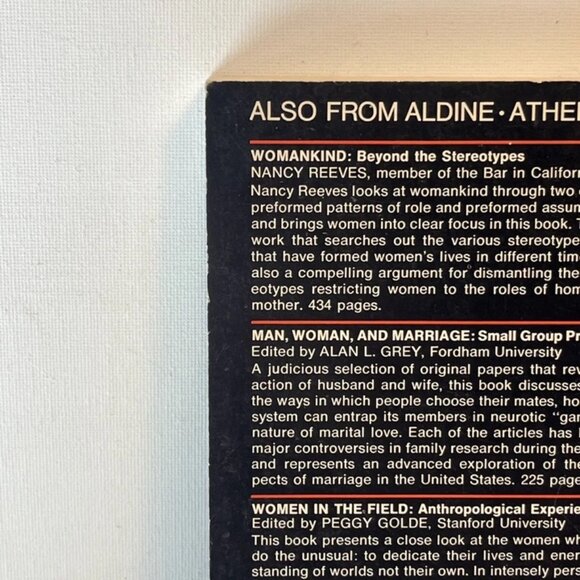 ALSO FROM ALDINE · ATHE
WOMANKIND: Beyond the Stereotypes
NANCY REEVES, member of the Bar in Californ
Nancy Reeves looks at womankind through two
preformed patterns of role and preformed assum
and brings women into clear focus in this book. T
work that searches out the various stereotype
that have formed women's lives in different time
also a compelling argument for dismantling the
eotypes restricting women to the roles of hom
mother. 434 pages.
MAN, WOMAN, AND MARRIAGE: Small Group Pr
Edited by ALAN L. GREY, Fordham University
A judicious selection of original papers that rev
action of husband and wife, this book discusses
the ways in which people choose their mates, ho
system can entrap its members in neurotic "gam
nature of marital love. Each of the articles has
major controversies in family research during the
and represents an advanced exploration of the
pects of marriage in the United States. 225 page
WOMEN IN THE FIELD: Anthropological Experie
Edited by PEGGY GOLDE, Stanford University
This book presents a close look at the women wh
do the unusual: to dedicate their lives and ener
standing of worlds not their own. In intensely pers